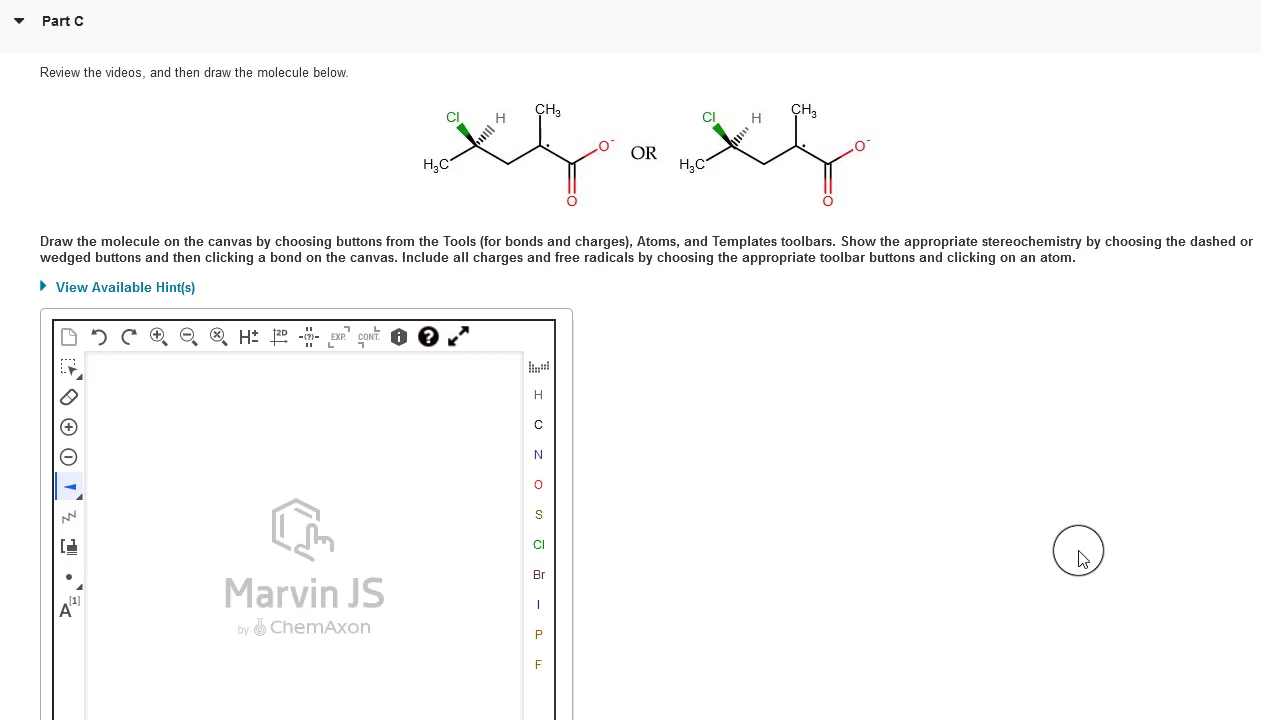 Part C
Review the videos, and then draw the molecule below.
Cl H CH3 Cl H CH3
H3C O- OR H3C O-
O O
Draw the molecule on the canvas by choosing buttons from the Tools (for bonds and charges), Atoms, and Templates toolbars. Show the appropriate stereochemistry by choosing the dashed or
wedged buttons and then clicking a bond on the canvas. Include all charges and free radicals by choosing the appropriate toolbar buttons and clicking on an atom.
View Available Hint(s)
H± 2D (?) EXP. CONT. i ?
H
C
N
O
S
Cl
Br
I
P
F
A[1]
Marvin JS
by ChemAxon